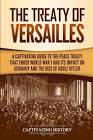 THE TREATY OF
VERSAILLES
A CAPTIVATING GUIDE TO THE PEACE TREATY
THAT ENDED WORLD WAR I AND ITS IMPACT ON
GERMANY AND THE RISE OF ADOLF HITLER
CAPTIVATING HISTORY